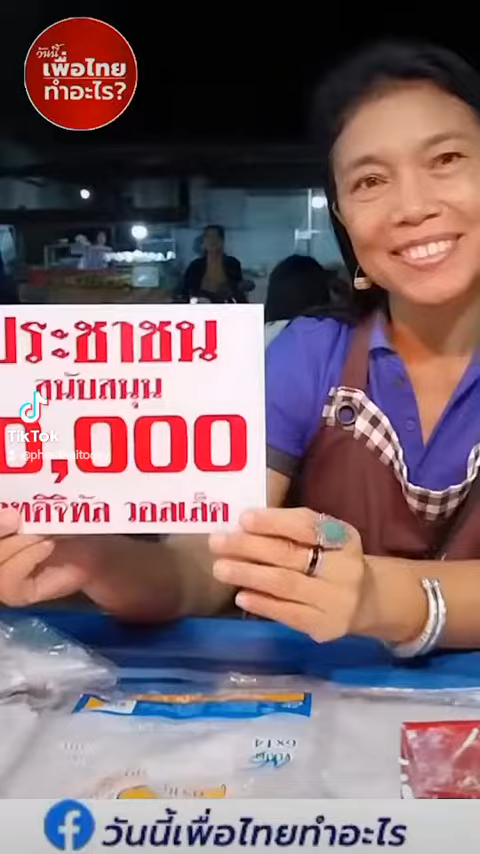 วันนี้
เพื่อไทย
ทำอะไร?
ประชาชน
สนับสนุน
0,000
ดิจิทัล วอลเล็ต
TikTok
6x14
วันนี้เพื่อไทยทำอะไร